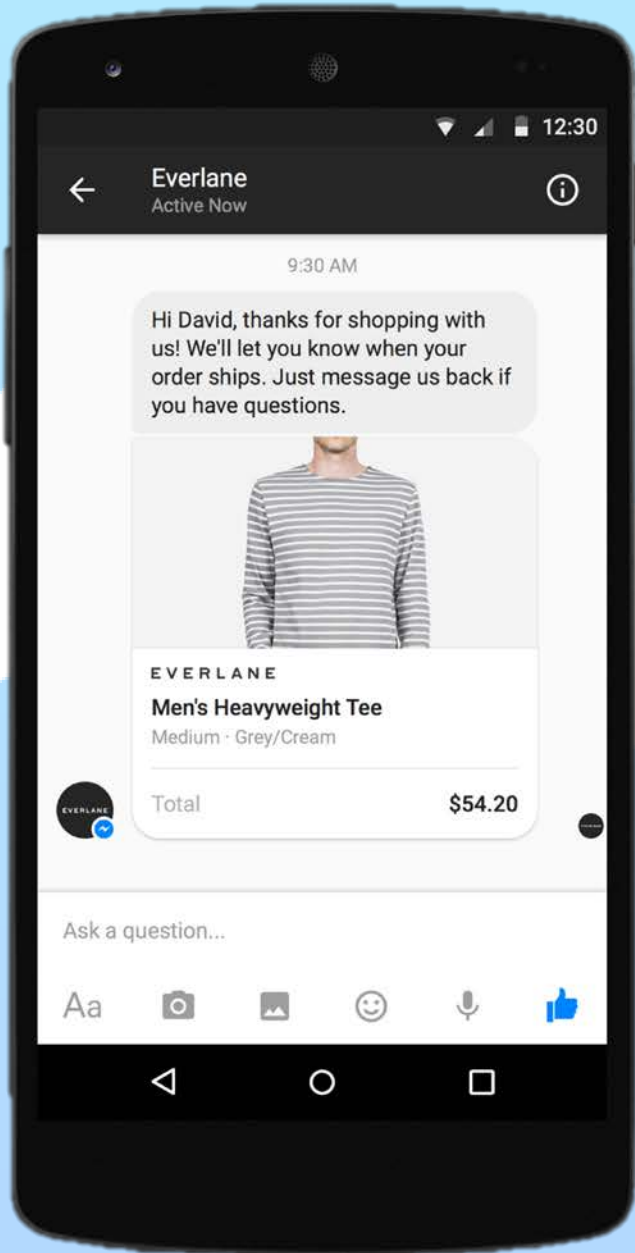 12:30
Everlane
Active Now
9:30 AM
Hi David, thanks for shopping with
us! We'll let you know when your
order ships. Just message us back if
you have questions.
EVERLANE
Men's Heavyweight Tee
Medium · Grey/Cream
Total $54.20
EVERLANE
Ask a question...
Aa